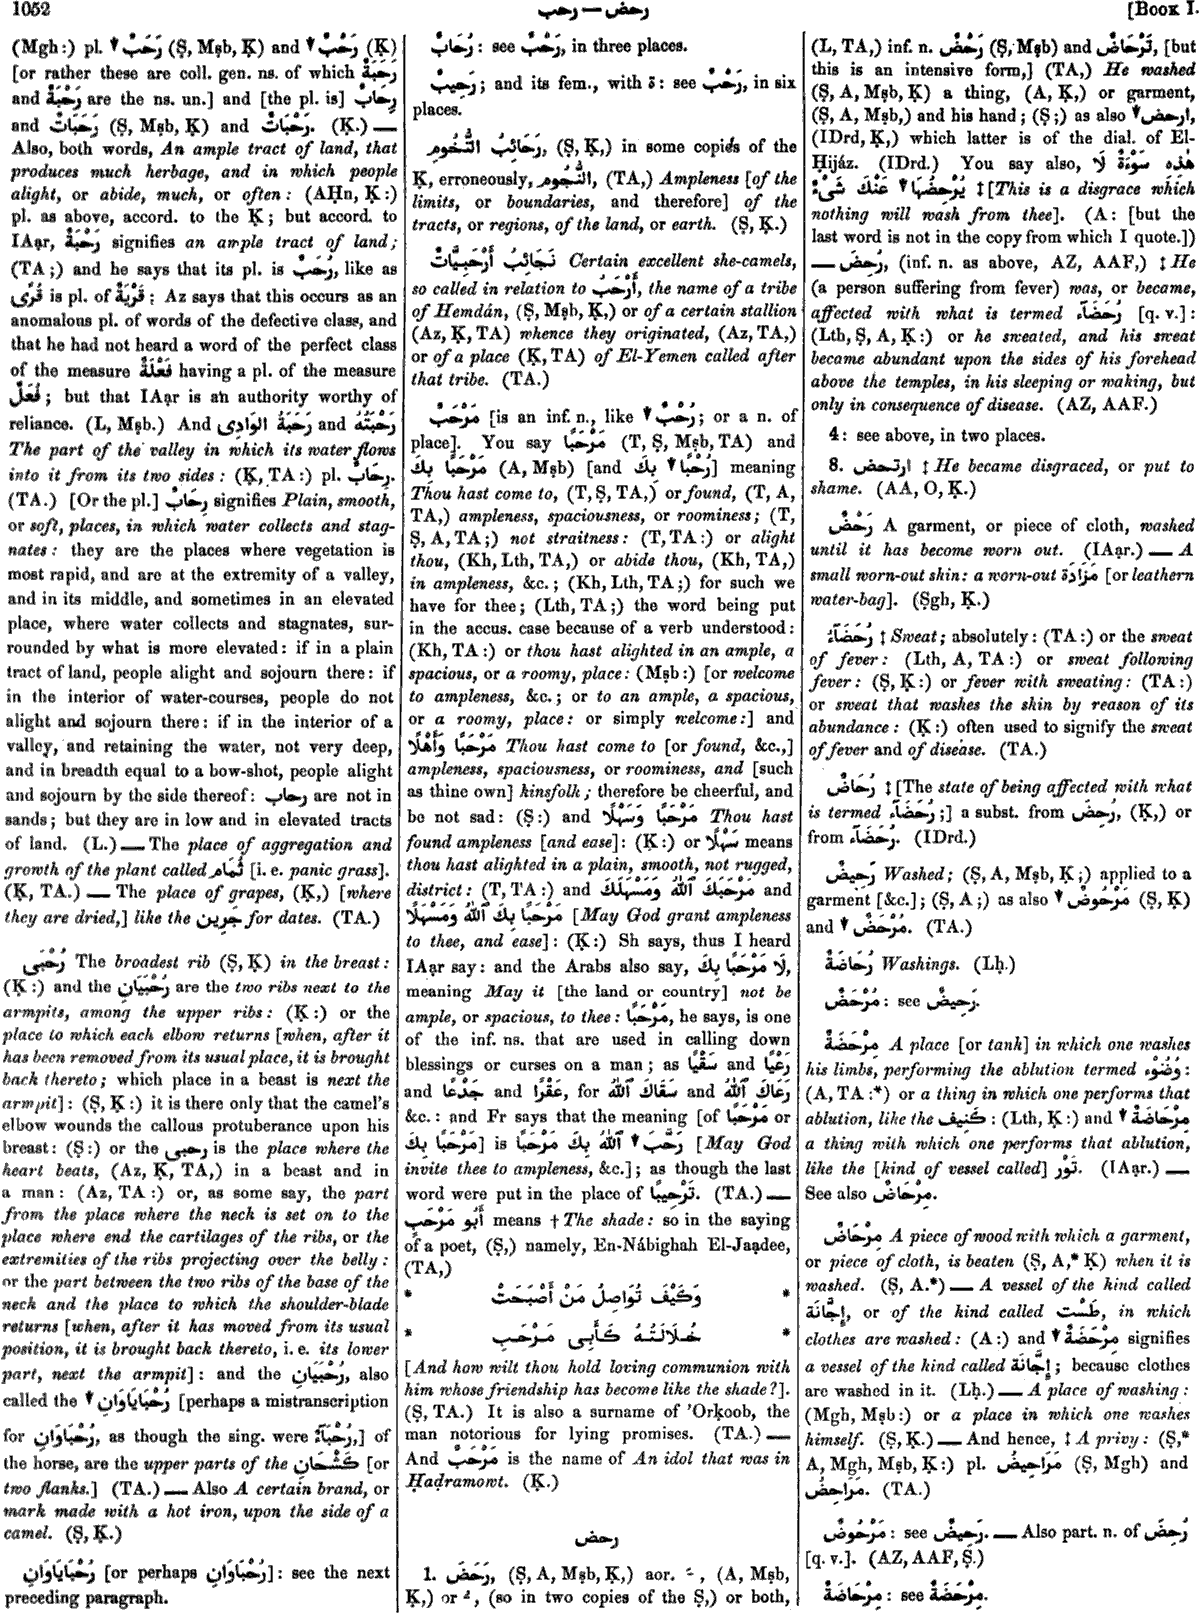 1052
رحض — رحب
[Book I.
(Mgh:) pl. ↓ رَحَبٌ (Ṣ, Mṣb, Ḳ) and ↓ رَحْبٌ (Ḳ)
[or rather these are coll. gen. ns. of which رَحَبَةٌ
and رَحْبَةٌ are the ns. un.] and [the pl. is] رِحَابٌ
and رَحَبَاتٌ (Ṣ, Mṣb, Ḳ) and رَحْبَاتٌ. (Ḳ.) —
Also, both words, An ample tract of land, that
produces much herbage, and in which people
alight, or abide, much, or often: (AḤn, Ḳ:)
pl. as above, accord. to the Ḳ; but accord. to
IAạr, رَحْبَةٌ signifies an ample tract of land;
(TA;) and he says that its pl. is رُحَبٌ, like as
قُرًى is pl. of قَرْيَةٌ: Az says that this occurs as an
anomalous pl. of words of the defective class, and
that he had not heard a word of the perfect class
of the measure فَعْلَةٌ having a pl. of the measure
فُعَلٌ; but that IAạr is an authority worthy of
reliance. (L, Mṣb.) And رَحَبَةُ الوَادِى and رَحْبَتُهُ
The part of the valley in which its water flows
into it from its two sides: (Ḳ, TA:) pl. رِحَابٌ.
(TA.) [Or the pl.] رِحَابٌ signifies Plain, smooth,
or soft, places, in which water collects and stag-
nates: they are the places where vegetation is
most rapid, and are at the extremity of a valley,
and in its middle, and sometimes in an elevated
place, where water collects and stagnates, sur-
rounded by what is more elevated: if in a plain
tract of land, people alight and sojourn there: if
in the interior of water-courses, people do not
alight and sojourn there: if in the interior of a
valley, and retaining the water, not very deep,
and in breadth equal to a bow-shot, people alight
and sojourn by the side thereof: رحاب are not in
sands; but they are in low and in elevated tracts
of land. (L.) — The place of aggregation and
growth of the plant called ثُمَام [i. e. panic grass].
(Ḳ, TA.) — The place of grapes, (Ḳ,) [where
they are dried,] like the جَرِين for dates. (TA.)
رُحْبَى The broadest rib (Ṣ, Ḳ) in the breast:
(Ḳ:) and the رُحْبَيَانِ are the two ribs next to the
armpits, among the upper ribs: (Ḳ:) or the
place to which each elbow returns [when, after it
has been removed from its usual place, it is brought
back thereto; which place in a beast is next the
armpit]: (Ṣ, Ḳ:) it is there only that the camel's
elbow wounds the callous protuberance upon his
breast: (Ṣ:) or the رحبى is the place where the
heart beats, (Az, Ḳ, TA,) in a beast and in
a man: (Az, TA:) or, as some say, the part
from the place where the neck is set on to the
place where end the cartilages of the ribs, or the
extremities of the ribs projecting over the belly:
or the part between the two ribs of the base of the
neck and the place to which the shoulder-blade
returns [when, after it has moved from its usual
position, it is brought back thereto, i. e. its lower
part, next the armpit]: and the رُحْبَيَانِ, also
called the ↓ رُحْبَايَاوَانِ [perhaps a mistranscription
for رُحْبَاوَانِ, as though the sing. were رُحْبَآءُ,] of
the horse, are the upper parts of the كَشْحَانِ [or
two flanks.] (TA.) — Also A certain brand, or
mark made with a hot iron, upon the side of a
camel. (Ṣ, Ḳ.)
رُحْبَايَاوَانِ [or perhaps رُحْبَاوَانِ]: see the next
preceding paragraph.
رُحَابٌ: see رَحْبٌ, in three places.
رَحِيبٌ; and its fem., with ة: see رَحْبٌ, in six
places.
رَحَائِبُ التُّخُومِ, (Ṣ, Ḳ,) in some copies of the
Ḳ, erroneously, النُّجُومِ, (TA,) Ampleness [of the
limits, or boundaries, and therefore] of the
tracts, or regions, of the land, or earth. (Ṣ, Ḳ.)
نَجَائِبُ أَرْحَبِيَّاتٌ Certain excellent she-camels,
so called in relation to أَرْحَبُ, the name of a tribe
of Hemdán, (Ṣ, Mṣb, Ḳ,) or of a certain stallion
(Az, Ḳ, TA) whence they originated, (Az, TA,)
or of a place (Ḳ, TA) of El-Yemen called after
that tribe. (TA.)
مَرْحَبٌ [is an inf. n., like ↓ رُحْبٌ; or a n. of
place]. You say مَرْحَبًا (T, Ṣ, Mṣb, TA) and
مَرْحَبًا بِكَ (A, Mṣb) [and ↓ رُحْبًا بِكَ] meaning
Thou hast come to, (T, Ṣ, TA,) or found, (T, A,
TA,) ampleness, spaciousness, or roominess; (T,
Ṣ, A, TA;) not straitness: (T, TA:) or alight
thou, (Kh, Lth, TA,) or abide thou, (Kh, TA,)
in ampleness, &c.; (Kh, Lth, TA;) for such we
have for thee; (Lth, TA;) the word being put
in the accus. case because of a verb understood:
(Kh, TA:) or thou hast alighted in an ample, a
spacious, or a roomy, place: (Mṣb:) [or welcome
to ampleness, &c.; or to an ample, a spacious,
or a roomy, place: or simply welcome:] and
مَرْحَبًا وَأَهْلًا Thou hast come to [or found, &c.,]
ampleness, spaciousness, or roominess, and [such
as thine own] kinsfolk; therefore be cheerful, and
be not sad: (Ṣ:) and مَرْحَبًا وَسَهْلًا Thou hast
found ampleness [and ease]: (Ḳ:) or سَهْلًا means
thou hast alighted in a plain, smooth, not rugged,
district: (T, TA:) and مَرْحَبَكَ ٱللّٰهُ وَمَسْهَلَكَ and
مَرْحَبًا بِكَ ٱللّٰهُ وَمَسْهَلًا [May God grant ampleness
to thee, and ease]: (Ḳ:) Sh says, thus I heard
IAạr say: and the Arabs also say, لَا مَرْحَبًا بِكَ,
meaning May it [the land or country] not be
ample, or spacious, to thee: مَرْحَبًا, he says, is one
of the inf. ns. that are used in calling down
blessings or curses on a man; as سَقْيًا and رَعْيًا
and جَدْعًا and عَقْرًا, for سَقَاكَ ٱللّٰهُ and رَعَاكَ ٱللّٰهُ
&c.: and Fr says that the meaning [of مَرْحَبًا or
مَرْحَبًا بِكَ] is رَحَّبَ ↓ ٱللّٰهُ بِكَ مَرْحَبًا [May God
invite thee to ampleness, &c.]; as though the last
word were put in the place of تَرْحِيبًا. (TA.) —
أَبُو مَرْحَبٍ means † The shade: so in the saying
of a poet, (Ṣ,) namely, En-Nábighah El-Jaạdee,
(TA,)
* وَكَيْفَ تُوَاصِلُ مَنْ أَصْبَحَتْ *
* خُلَالَتُهُ كَأَبِى مَرْحَبِ *
[And how wilt thou hold loving communion with
him whose friendship has become like the shade?].
(Ṣ, TA.) It is also a surname of 'Orḳoob, the
man notorious for lying promises. (TA.) —
And مَرْحَبٌ is the name of An idol that was in
Ḥaḍramowt. (Ḳ.)
رحض
1. رَحَضَ, (Ṣ, A, Mṣb, Ḳ,) aor. ـَ, (A, Mṣb,
Ḳ,) or ـُ, (so in two copies of the Ṣ,) or both,
(L, TA,) inf. n. رَحْضٌ (Ṣ, Mṣb) and تَرْحَاضٌ, [but
this is an intensive form,] (TA,) He washed
(Ṣ, A, Mṣb, Ḳ) a thing, (A, Ḳ,) or garment,
(Ṣ, A, Mṣb,) and his hand; (Ṣ;) as also ↓ ارحض,
(IDrd, Ḳ,) which latter is of the dial. of El-
Ḥijáz. (IDrd.) You say also, هٰذِهِ سَوْءَةٌ لَا
يُرْحِضُهَا ↓ عَنْكَ شَىْءٌ ‡ [This is a disgrace which
nothing will wash from thee]. (A: [but the
last word is not in the copy from which I quote.])
— رُحِضَ, (inf. n. as above, AZ, AAF,) ‡ He
(a person suffering from fever) was, or became,
affected with what is termed رُحَضَآء [q. v.]:
(Lth, Ṣ, A, Ḳ:) or he sweated, and his sweat
became abundant upon the sides of his forehead
above the temples, in his sleeping or waking, but
only in consequence of disease. (AZ, AAF.)
4: see above, in two places.
8. ارتحض ‡ He became disgraced, or put to
shame. (AA, O, Ḳ.)
رَحْضٌ A garment, or piece of cloth, washed
until it has become worn out. (IAạr.) — A
small worn-out skin: a worn-out مَزَادَة [or leathern
water-bag]. (Ṣgh, Ḳ.)
رُحَضَآءُ ‡ Sweat; absolutely: (TA:) or the sweat
of fever: (Lth, A, TA:) or sweat following
fever: (Ṣ, Ḳ:) or fever with sweating: (TA:)
or sweat that washes the skin by reason of its
abundance: (Ḳ:) often used to signify the sweat
of fever and of disease. (TA.)
رُحَاضٌ ‡ [The state of being affected with what
is termed رُحَضَآء;] a subst. from رُحِضَ, (Ḳ,) or
from رُحَضَآء. (IDrd.)
رَحِيضٌ Washed; (Ṣ, A, Mṣb, Ḳ;) applied to a
garment [&c.]; (Ṣ, A;) as also ↓ مَرْحُوضٌ (Ṣ, Ḳ)
and ↓ مُرْحَضٌ. (TA.)
رُحَاضَةٌ Washings. (Lḥ.)
مُرْحَضٌ: see رَحِيضٌ.
مِرْحَضَةٌ A place [or tank] in which one washes
his limbs, performing the ablution termed وُضُوْء:
(A, TA:*) or a thing in which one performs that
ablution, like the كَنِيف: (Lth, Ḳ:) and ↓ مِرْحَاضَةٌ
a thing with which one performs that ablution,
like the [kind of vessel called] تَوْر. (IAạr.) —
See also مِرْحَاضٌ.
مِرْحَاضٌ A piece of wood with which a garment,
or piece of cloth, is beaten (Ṣ, A,* Ḳ) when it is
washed. (Ṣ, A.*) — A vessel of the kind called
إِجَّانَة, or of the kind called طَسْت, in which
clothes are washed: (A:) and ↓ مِرْحَضَةٌ signifies
a vessel of the kind called إِجَّانَة; because clothes
are washed in it. (Lḥ.) — A place of washing:
(Mgh, Mṣb:) or a place in which one washes
himself. (Ṣ, Ḳ.) — And hence, ‡ A privy: (Ṣ,*
A, Mgh, Mṣb, Ḳ:) pl. مَرَاحِيضُ (Ṣ, Mgh) and
مَرَاحِضُ. (TA.)
مَرْحُوضٌ: see رَحِيضٌ. — Also part. n. of رُحِضَ
[q. v.]. (AZ, AAF, Ṣ.)
مِرْحَاضَةٌ: see مِرْحَضَةٌ.